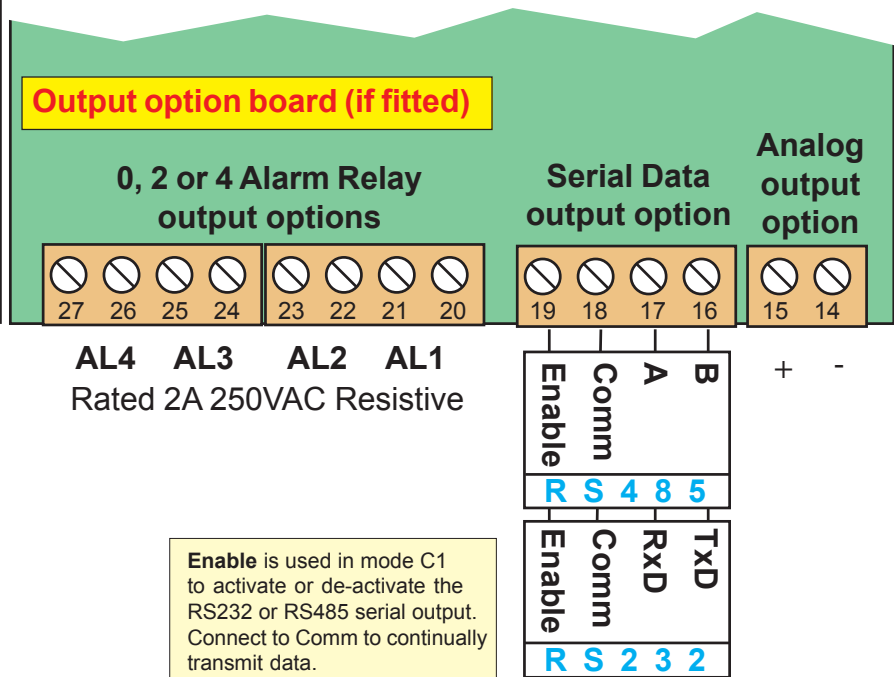 Output option board (if fitted)
0, 2 or 4 Alarm Relay
output options
Serial Data
output option
Analog
output
option
27 26 25 24 23 22 21 20 19 18 17 16 15 14
AL4 AL3 AL2 AL1
Rated 2A 250VAC Resistive
+ -
Enable Comm A B
R S 4 8 5
Enable Comm RxD TxD
R S 2 3 2
Enable is used in mode C1
to activate or de-activate the
RS232 or RS485 serial output.
Connect to Comm to continually
transmit data.